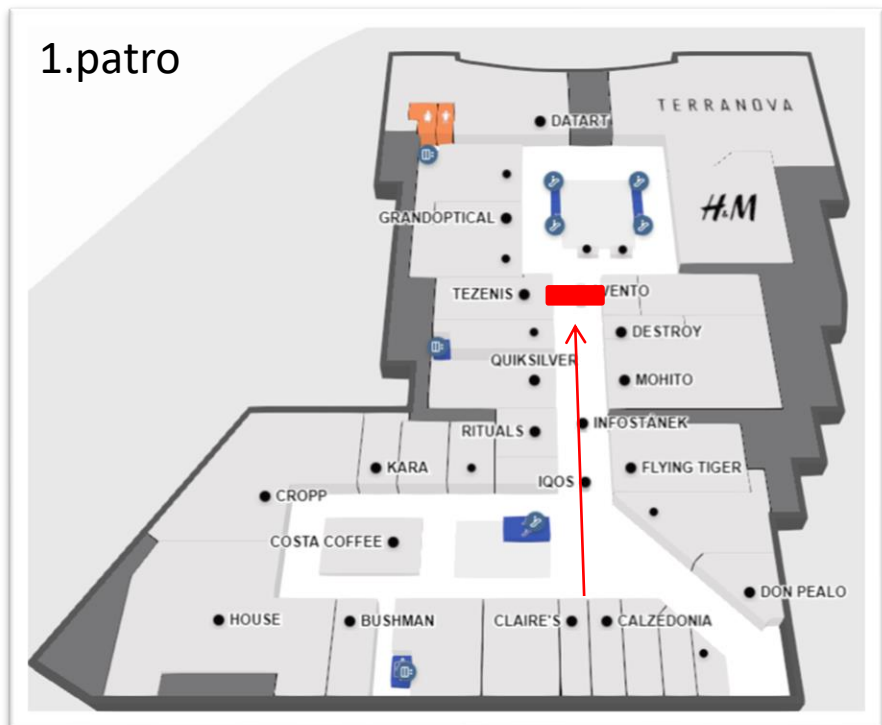 1.patro
TERRANOVA
DATART
H&M
GRANDOPTICAL
TEZENIS
VENTO
DESTROY
QUIKSILVER
MOHITO
INFOSTÁNEK
RITUALS
KARA
FLYING TIGER
IQOS
CROPP
COSTA COFFEE
DON PEALO
HOUSE
BUSHMAN
CLAIRE'S
CALZEDONIA